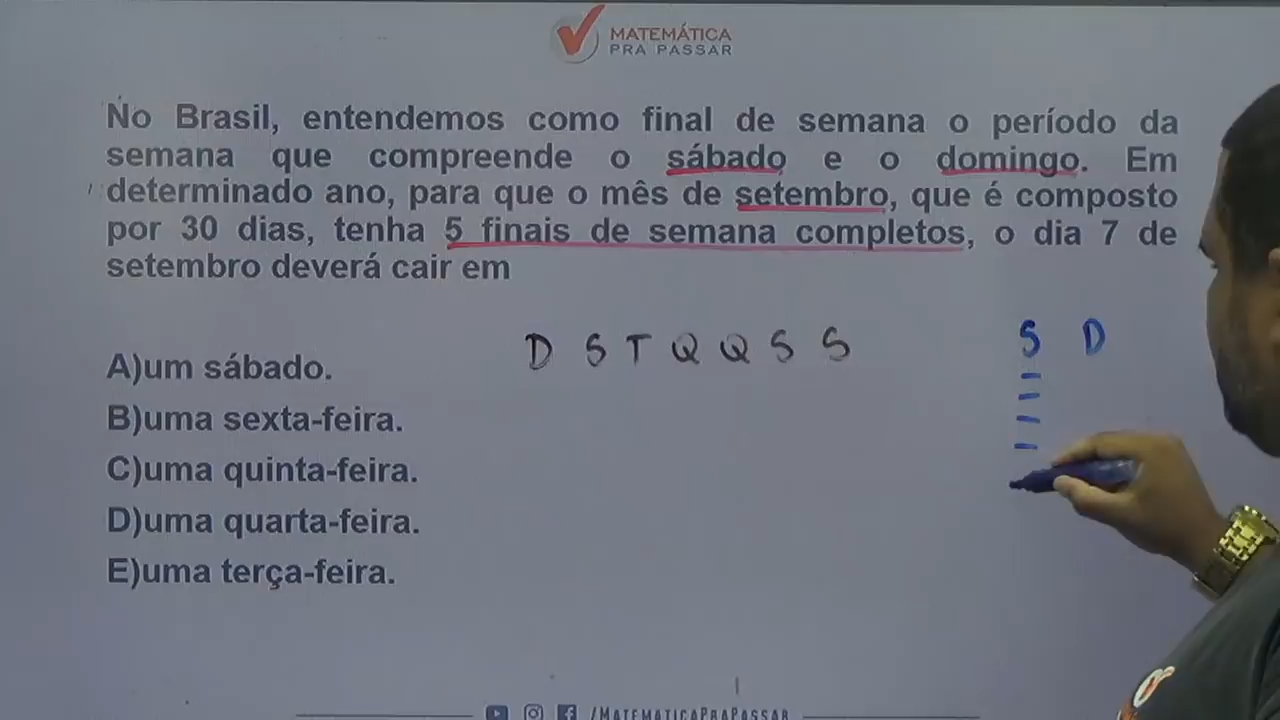 MATEMÁTICA
PRA PASSAR
No Brasil, entendemos como final de semana o período da
semana que compreende o sábado e o domingo. Em
determinado ano, para que o mês de setembro, que é composto
por 30 dias, tenha 5 finais de semana completos, o dia 7 de
setembro deverá cair em
D S T Q Q S S
S D
A)um sábado.
B)uma sexta-feira.
C)uma quinta-feira.
D)uma quarta-feira.
E)uma terça-feira.
/MATEMATICAPRAPASSAR